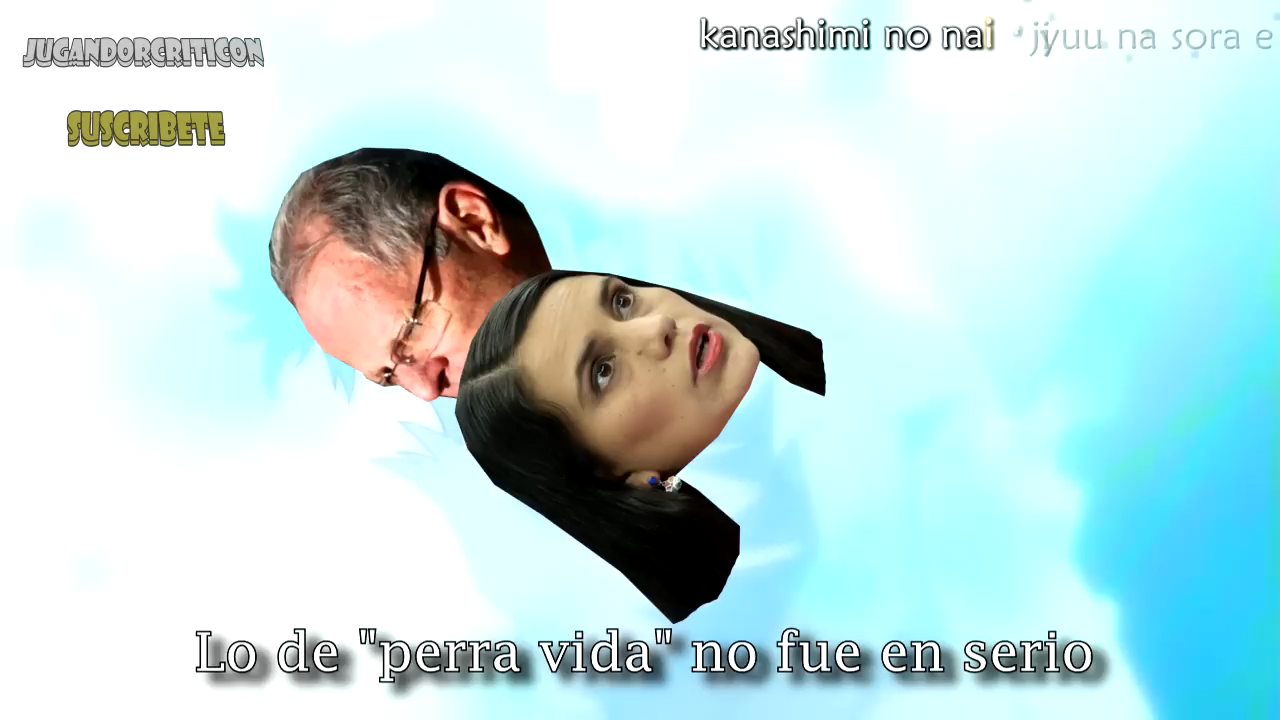 JUGANDORCRITICON
kanashimi no nai jiyuu na sora e
SUSCRIBETE
Lo de "perra vida" no fue en serio